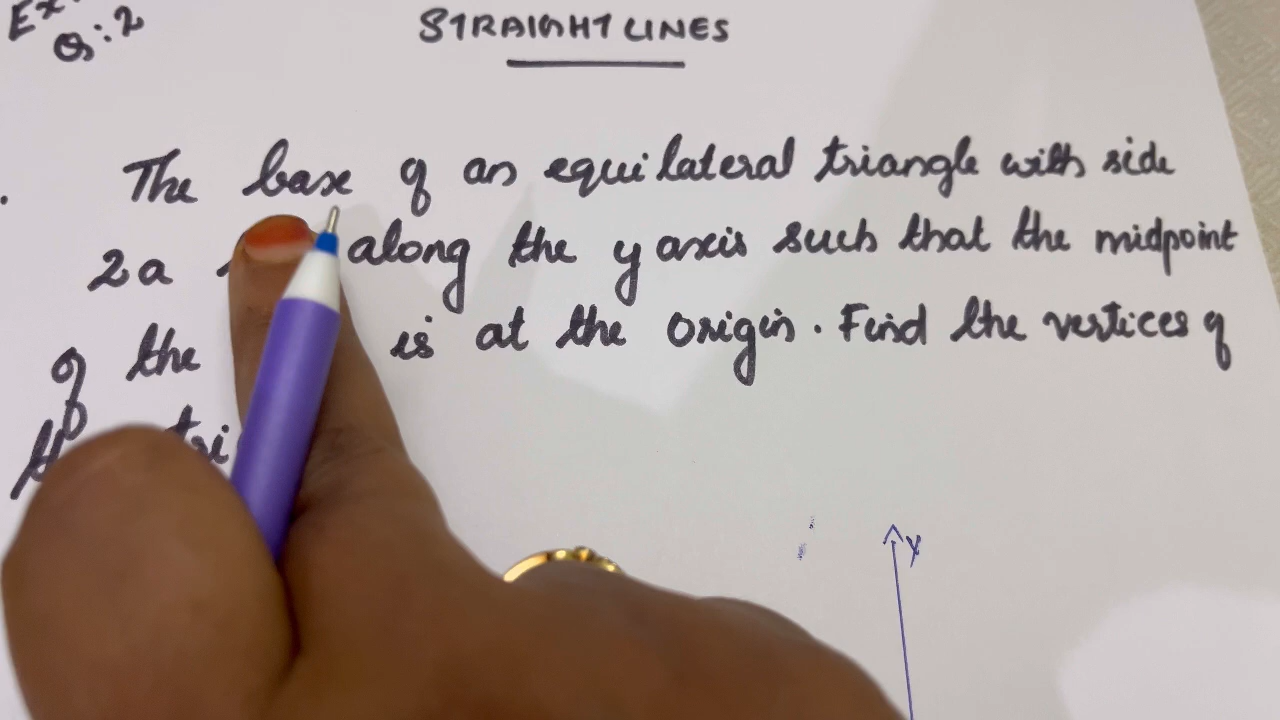 Ex
Q:2
STRAIGHT LINES
The base of an equilateral triangle with side
2a along the y axis such that the midpoint
of the is at the origin. Find the vertices of
Y